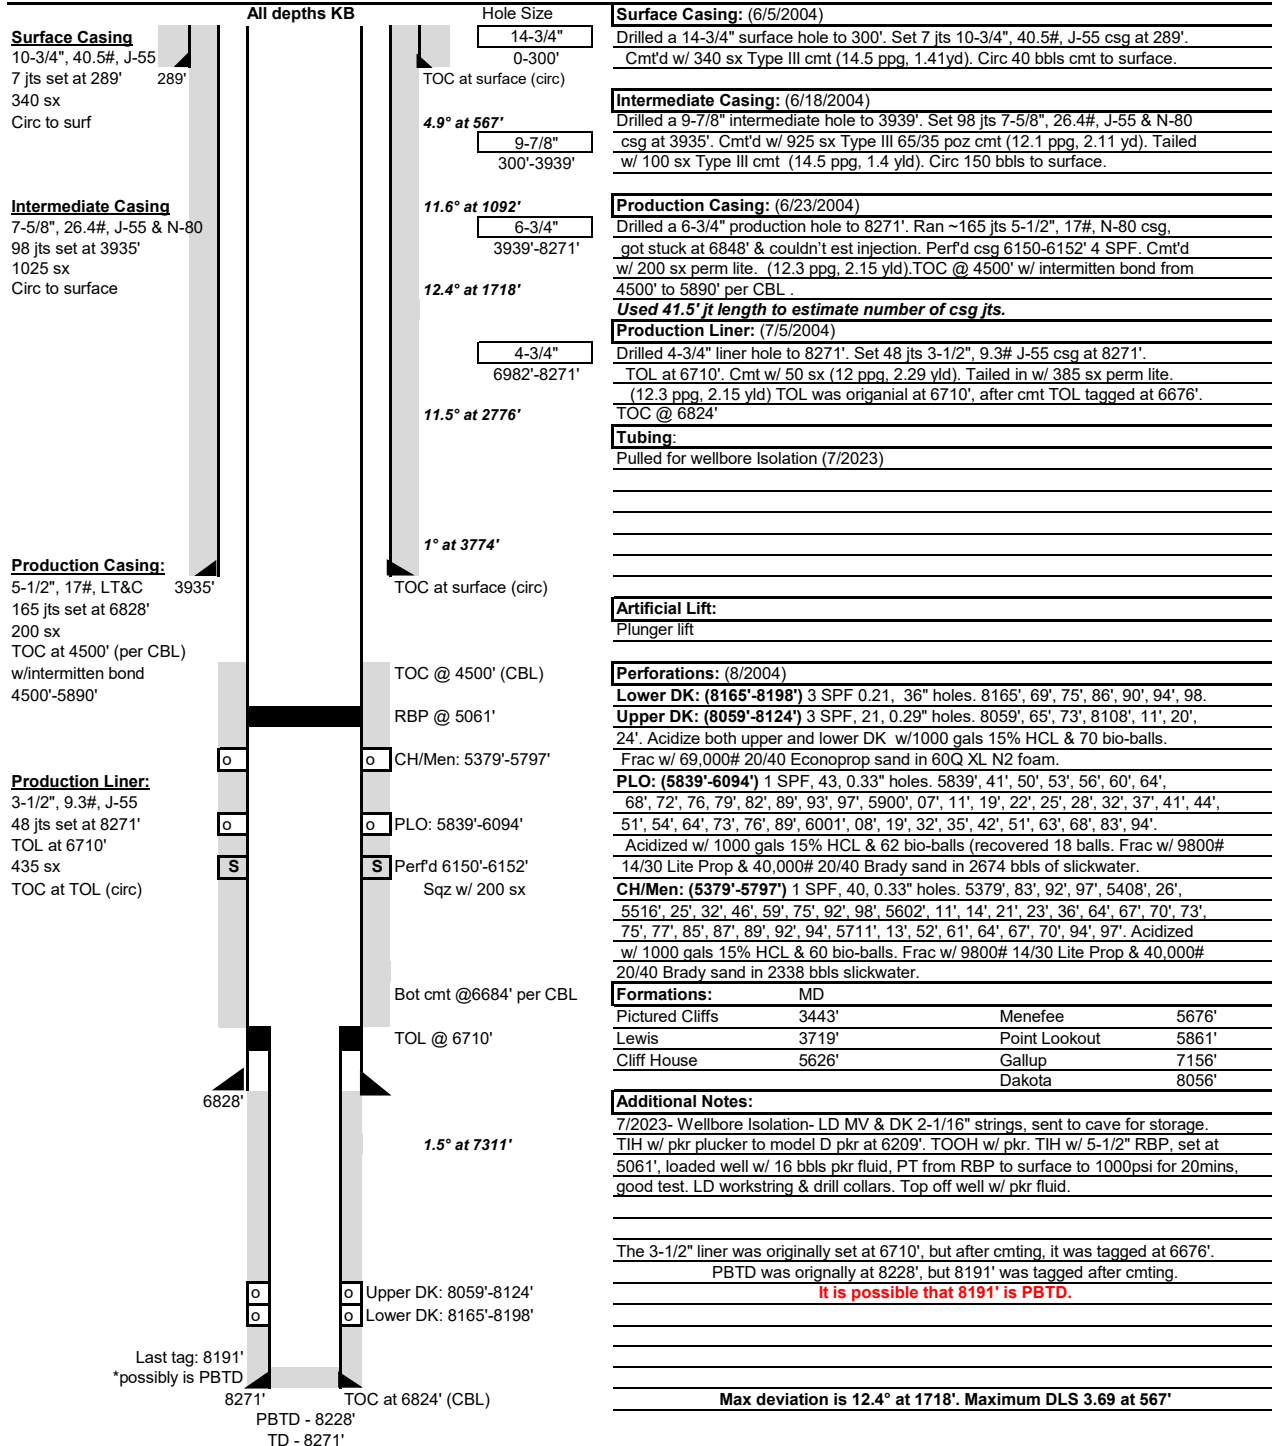 All depths KB
Surface Casing
10-3/4", 40.5#, J-55
7 jts set at 289'
289'
340 sx
Circ to surf
Intermediate Casing
7-5/8", 26.4#, J-55 & N-80
98 jts set at 3935'
1025 sx
Circ to surface
Production Casing:
5-1/2", 17#, LT&C
3935'
165 jts set at 6828'
200 sx
TOC at 4500' (per CBL)
w/intermitten bond
4500'-5890'
Production Liner:
3-1/2", 9.3#, J-55
48 jts set at 8271'
TOL at 6710'
435 sx
TOC at TOL (circ)
6828'
Last tag: 8191'
*possibly is PBTD
8271'
PBTD - 8228'
TD - 8271'
Hole Size
14-3/4"
0-300'
TOC at surface (circ)
4.9° at 567'
9-7/8"
300'-3939'
11.6° at 1092'
6-3/4"
3939'-8271'
12.4° at 1718'
4-3/4"
6982'-8271'
11.5° at 2776'
1° at 3774'
TOC at surface (circ)
TOC @ 4500' (CBL)
RBP @ 5061'
o o CH/Men: 5379'-5797'
o o PLO: 5839'-6094'
S S Perf'd 6150'-6152'
Sqz w/ 200 sx
Bot cmt @6684' per CBL
TOL @ 6710'
1.5° at 7311'
o o Upper DK: 8059'-8124'
o o Lower DK: 8165'-8198'
TOC at 6824' (CBL)
Surface Casing: (6/5/2004)
Drilled a 14-3/4" surface hole to 300'. Set 7 jts 10-3/4", 40.5#, J-55 csg at 289'.
Cmt'd w/ 340 sx Type III cmt (14.5 ppg, 1.41yd). Circ 40 bbls cmt to surface.
Intermediate Casing: (6/18/2004)
Drilled a 9-7/8" intermediate hole to 3939'. Set 98 jts 7-5/8", 26.4#, J-55 & N-80
csg at 3935'. Cmt'd w/ 925 sx Type III 65/35 poz cmt (12.1 ppg, 2.11 yd). Tailed
w/ 100 sx Type III cmt (14.5 ppg, 1.4 yld). Circ 150 bbls to surface.
Production Casing: (6/23/2004)
Drilled a 6-3/4" production hole to 8271'. Ran ~165 jts 5-1/2", 17#, N-80 csg,
got stuck at 6848' & couldn't est injection. Perf'd csg 6150-6152' 4 SPF. Cmt'd
w/ 200 sx perm lite. (12.3 ppg, 2.15 yld).TOC @ 4500' w/ intermitten bond from
4500' to 5890' per CBL .
Used 41.5' jt length to estimate number of csg jts.
Production Liner: (7/5/2004)
Drilled 4-3/4" liner hole to 8271'. Set 48 jts 3-1/2", 9.3# J-55 csg at 8271'.
TOL at 6710'. Cmt w/ 50 sx (12 ppg, 2.29 yld). Tailed in w/ 385 sx perm lite.
(12.3 ppg, 2.15 yld) TOL was origanial at 6710', after cmt TOL tagged at 6676'.
TOC @ 6824'
Tubing:
Pulled for wellbore Isolation (7/2023)
Artificial Lift:
Plunger lift
Perforations: (8/2004)
Lower DK: (8165'-8198') 3 SPF 0.21, 36" holes. 8165', 69', 75', 86', 90', 94', 98.
Upper DK: (8059'-8124') 3 SPF, 21, 0.29" holes. 8059', 65', 73', 8108', 11', 20',
24'. Acidize both upper and lower DK w/1000 gals 15% HCL & 70 bio-balls.
Frac w/ 69,000# 20/40 Econoprop sand in 60Q XL N2 foam.
PLO: (5839'-6094') 1 SPF, 43, 0.33" holes. 5839', 41', 50', 53', 56', 60', 64',
68', 72', 76, 79', 82', 89', 93', 97', 5900', 07', 11', 19', 22', 25', 28', 32', 37', 41', 44',
51', 54', 64', 73', 76', 89', 6001', 08', 19', 32', 35', 42', 51', 63', 68', 83', 94'.
Acidized w/ 1000 gals 15% HCL & 62 bio-balls (recovered 18 balls. Frac w/ 9800#
14/30 Lite Prop & 40,000# 20/40 Brady sand in 2674 bbls of slickwater.
CH/Men: (5379'-5797') 1 SPF, 40, 0.33" holes. 5379', 83', 92', 97', 5408', 26',
5516', 25', 32', 46', 59', 75', 92', 98', 5602', 11', 14', 21', 23', 36', 64', 67', 70', 73',
75', 77', 85', 87', 89', 92', 94', 5711', 13', 52', 61', 64', 67', 70', 94', 97'. Acidized
w/ 1000 gals 15% HCL & 60 bio-balls. Frac w/ 9800# 14/30 Lite Prop & 40,000#
20/40 Brady sand in 2338 bbls slickwater.
Formations: MD
Pictured Cliffs 3443' Menefee 5676'
Lewis 3719' Point Lookout 5861'
Cliff House 5626' Gallup 7156'
Dakota 8056'
Additional Notes:
7/2023- Wellbore Isolation- LD MV & DK 2-1/16" strings, sent to cave for storage.
TIH w/ pkr plucker to model D pkr at 6209'. TOOH w/ pkr. TIH w/ 5-1/2" RBP, set at
5061', loaded well w/ 16 bbls pkr fluid, PT from RBP to surface to 1000psi for 20mins,
good test. LD workstring & drill collars. Top off well w/ pkr fluid.
The 3-1/2" liner was originally set at 6710', but after cmting, it was tagged at 6676'.
PBTD was orignally at 8228', but 8191' was tagged after cmting.
It is possible that 8191' is PBTD.
Max deviation is 12.4° at 1718'. Maximum DLS 3.69 at 567'